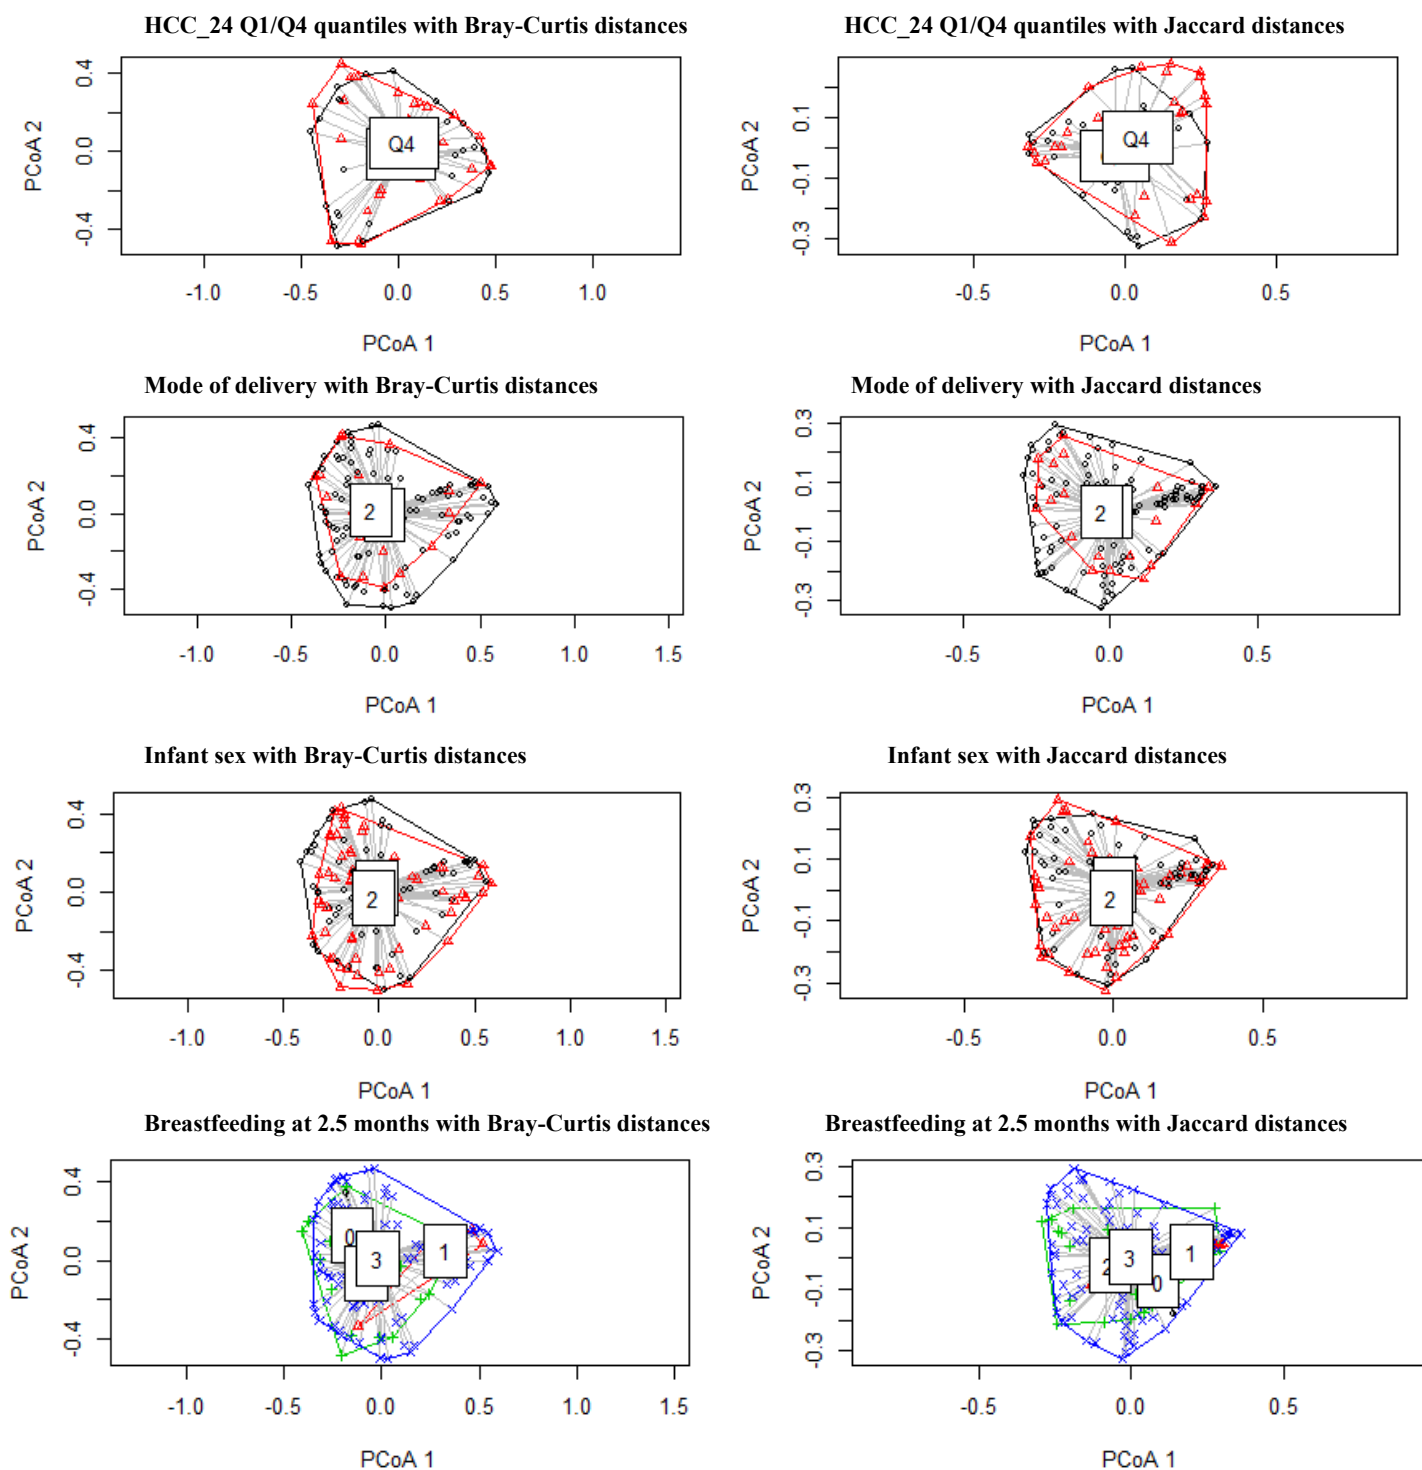 HCC_24 Q1/Q4 quantiles with Bray-Curtis distances
PCoA 2
0.4
0.0
-0.4
Q4
-1.0 -0.5 0.0 0.5 1.0
PCoA 1
HCC_24 Q1/Q4 quantiles with Jaccard distances
PCoA 2
0.1
-0.1
-0.3
Q4
-0.5 0.0 0.5
PCoA 1
Mode of delivery with Bray-Curtis distances
PCoA 2
0.4
0.0
-0.4
2
-1.0 -0.5 0.0 0.5 1.0 1.5
PCoA 1
Mode of delivery with Jaccard distances
PCoA 2
0.3
0.1
-0.1
-0.3
2
-0.5 0.0 0.5
PCoA 1
Infant sex with Bray-Curtis distances
PCoA 2
0.4
0.0
-0.4
2
-1.0 -0.5 0.0 0.5 1.0 1.5
PCoA 1
Infant sex with Jaccard distances
PCoA 2
0.3
0.1
-0.1
-0.3
2
-0.5 0.0 0.5
PCoA 1
Breastfeeding at 2.5 months with Bray-Curtis distances
PCoA 2
0.4
0.0
-0.4
0
3
1
-1.0 -0.5 0.0 0.5 1.0 1.5
PCoA 1
Breastfeeding at 2.5 months with Jaccard distances
PCoA 2
0.3
0.1
-0.1
-0.3
2
3
0
1
-0.5 0.0 0.5
PCoA 1